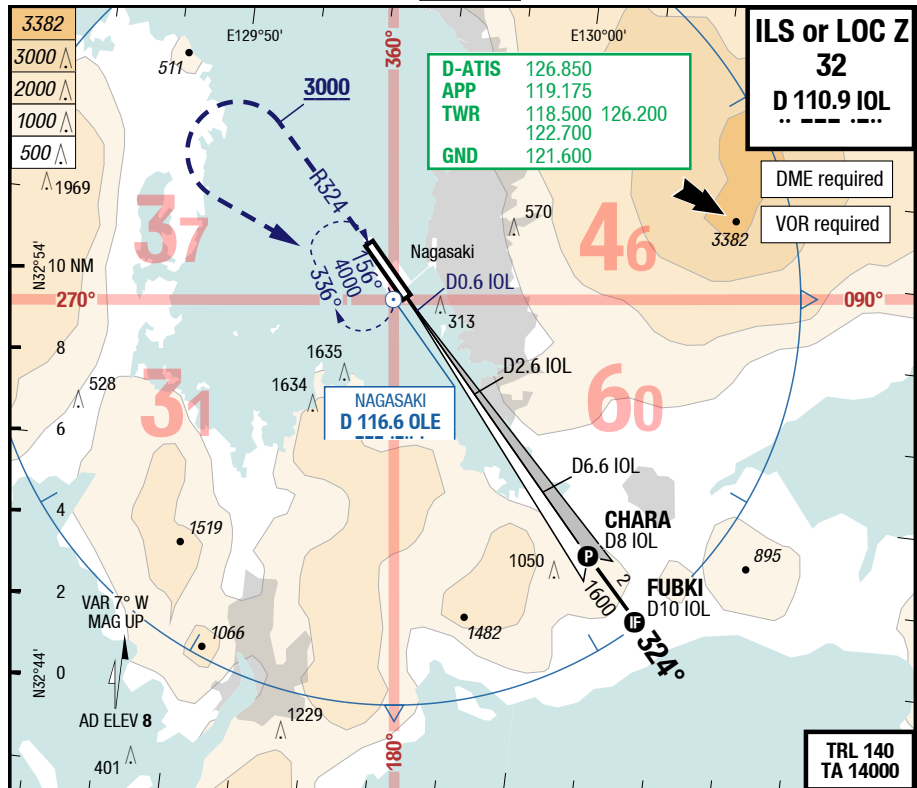 3382
3000
2000
1000
500
511
E129°50'
E130°00'
360°
3000
D-ATIS 126.850
APP 119.175
TWR 118.500 126.200
122.700
GND 121.600
ILS or LOC Z
32
D 110.9 IOL
DME required
VOR required
3382
1969
37
46
570
R324
N32°54'
10 NM
Nagasaki
156°
4000
336°
D0.6 IOL
270°
090°
313
8
1635
D2.6 IOL
528
1634
31
60
NAGASAKI
D 116.6 OLE
6
D6.6 IOL
4
CHARA
D8 IOL
1519
1050
895
2
1600
2
FUBKI
D10 IOL
VAR 7° W
MAG UP
P
IF
324°
1066
1482
N32°44'
0
AD ELEV 8
1229
401
180°
TRL 140
TA 14000